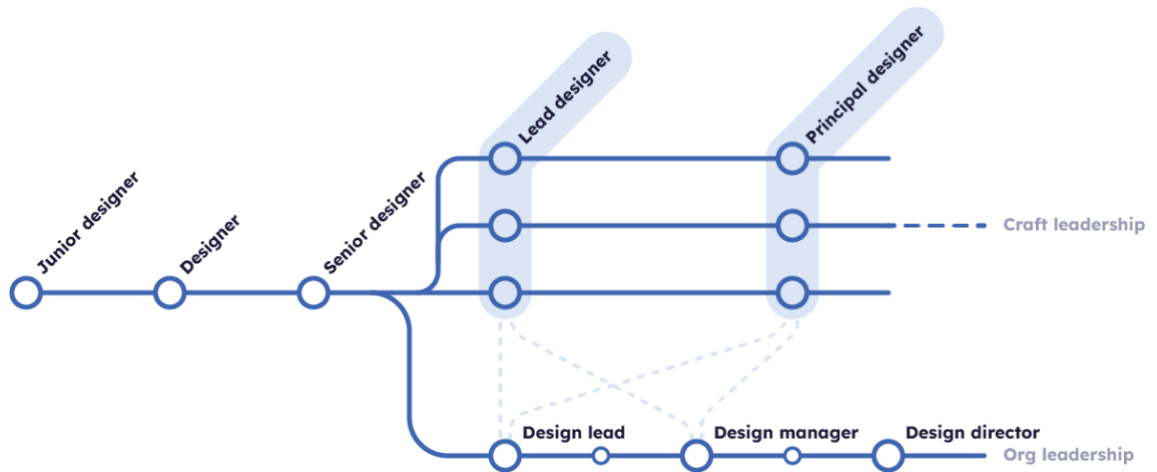 Junior designer
Designer
Senior designer
Lead designer
Principal designer
Craft leadership
Design lead
Design manager
Design director
Org leadership